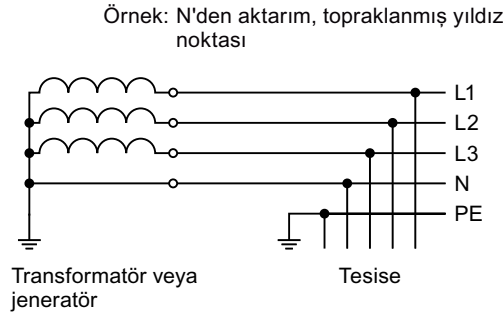 Örnek: N'den aktarım, topraklanmış yıldız
noktası
L1
L2
L3
N
PE
Transformatör veya
jeneratör
Tesise